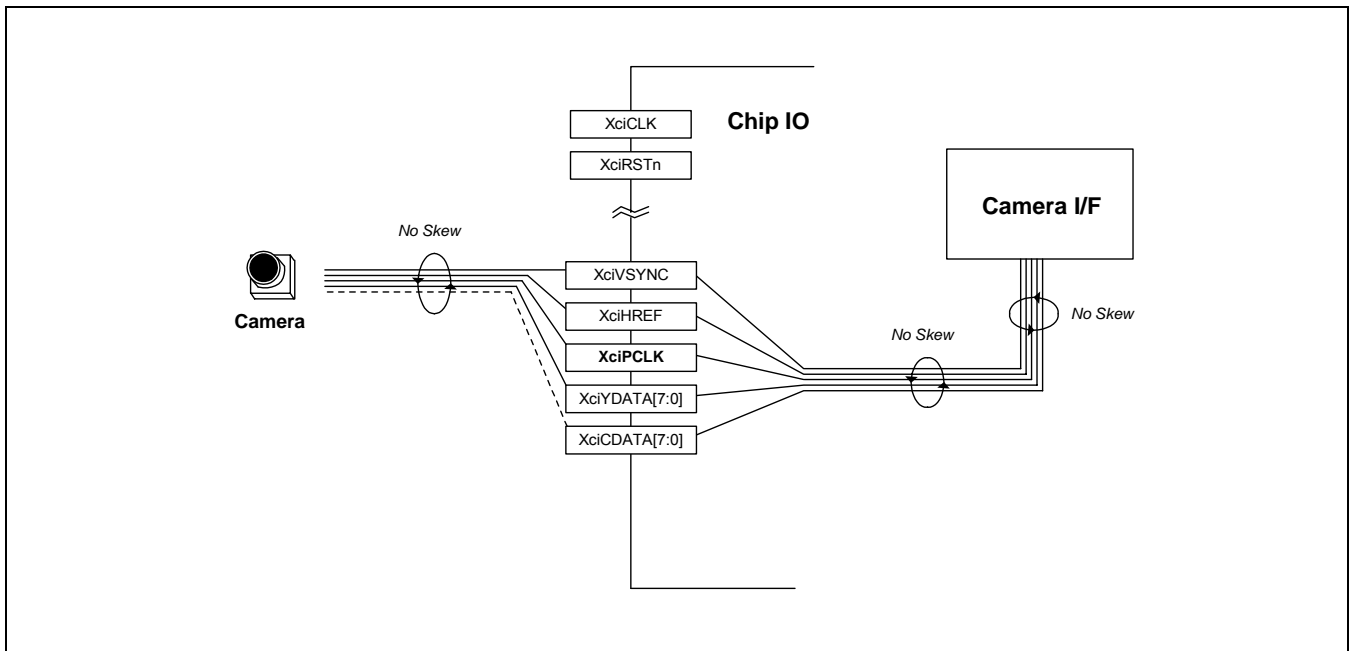 XciCLK
Chip IO
XciRSTn
Camera I/F
No Skew
XciVSYNC
Camera
XciHREF
No Skew
No Skew
XciPCLK
XciYDATA[7:0]
XciCDATA[7:0]